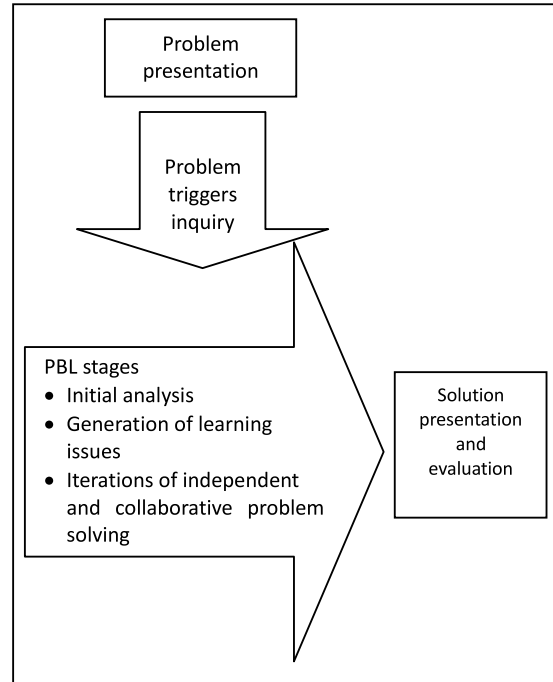 Problem
presentation
Problem
triggers
inquiry
PBL stages
• Initial analysis
• Generation of learning
issues
• Iterations of independent
and collaborative problem
solving
Solution
presentation
and
evaluation